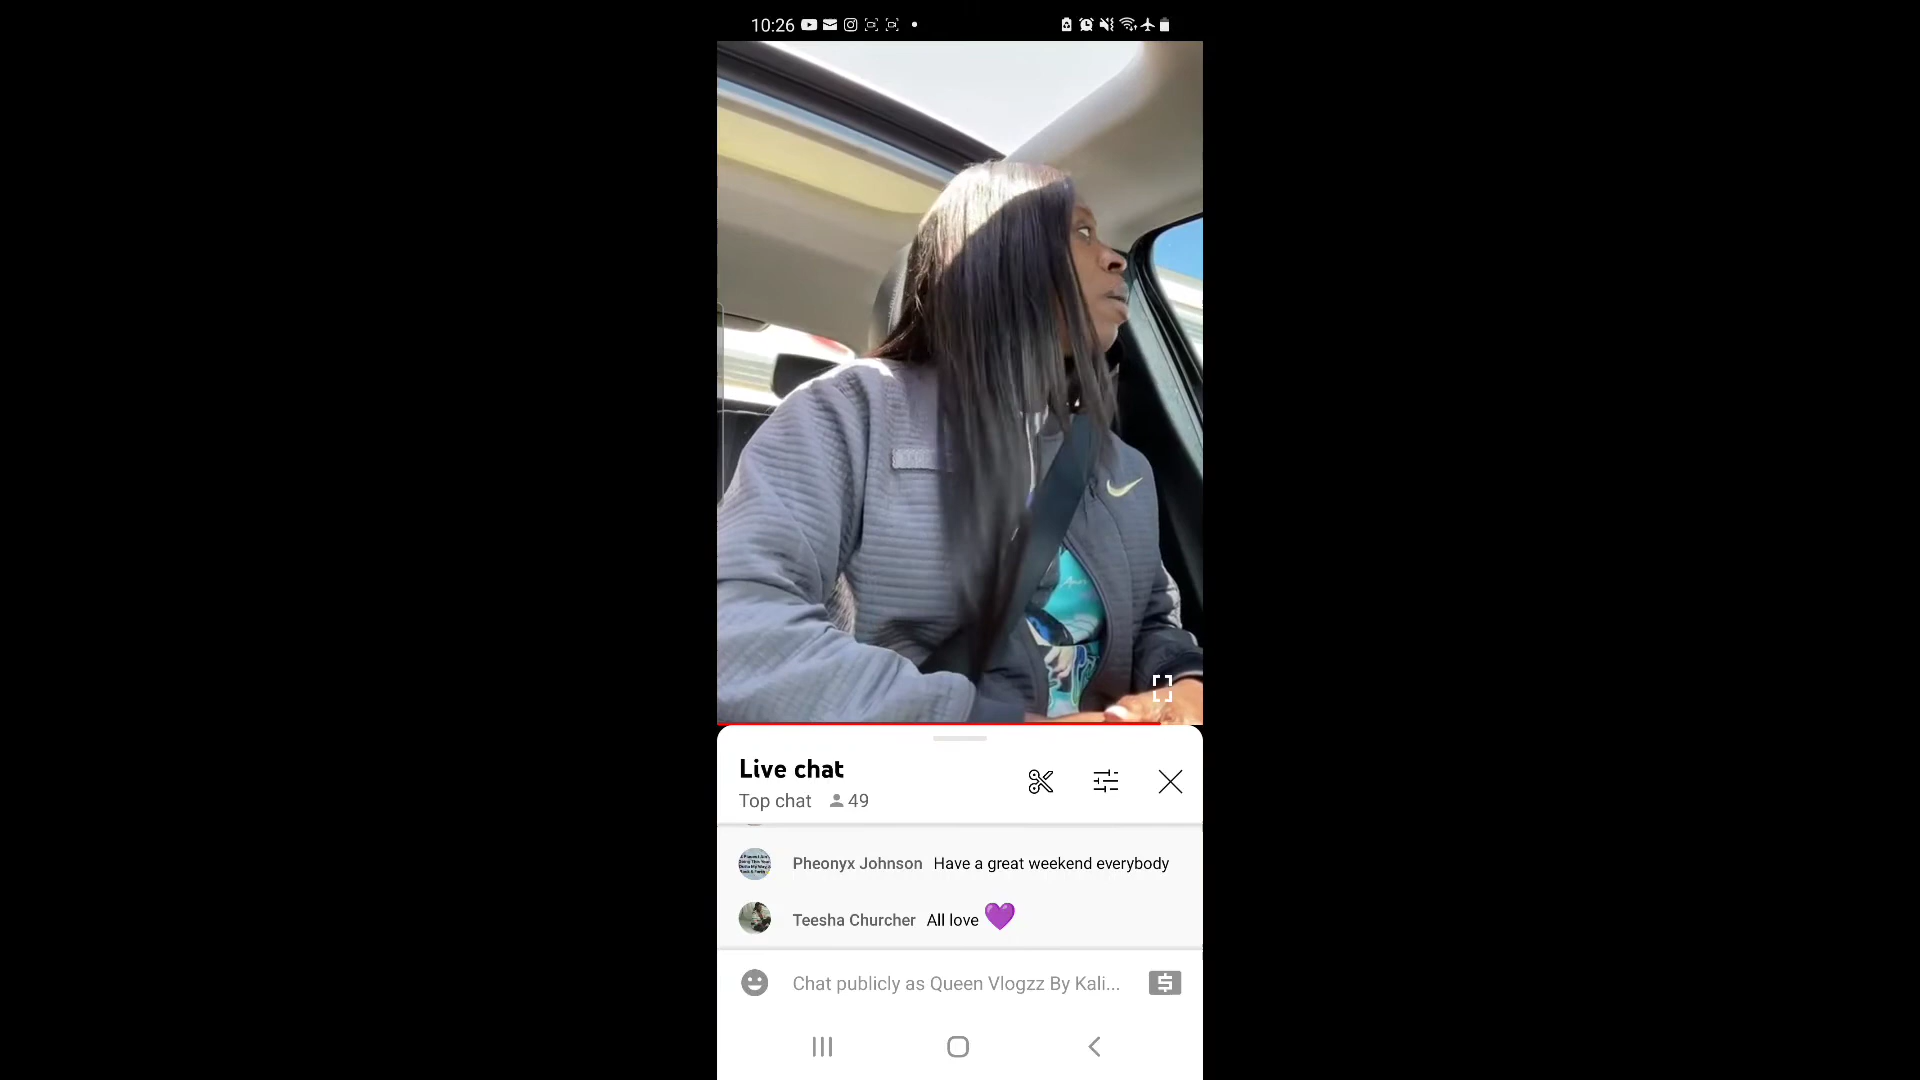 10:26
Live chat
Top chat 49
Pheonyx Johnson Have a great weekend everybody
Teesha Churcher All love 💜
Chat publicly as Queen Vlogzz By Kali...